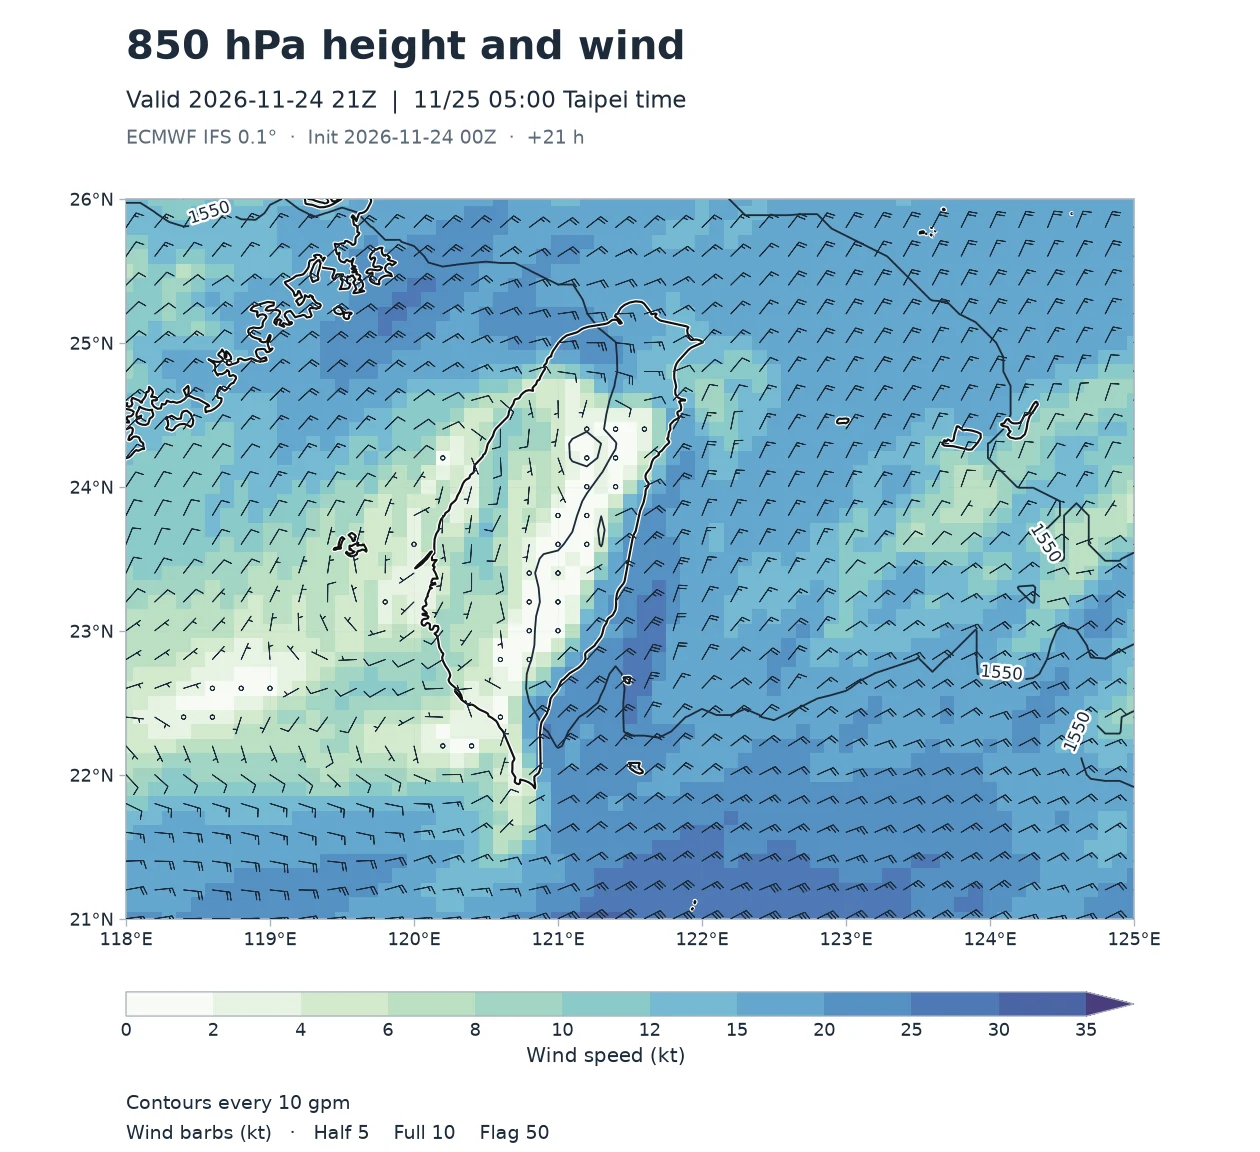 850 hPa height and wind
Valid 2026-11-24 21Z | 11/25 05:00 Taipei time
ECMWF IFS 0.1° · Init 2026-11-24 00Z · +21 h
26°N
25°N
24°N
23°N
22°N
21°N
1550
1550
1550
1550
118°E 119°E 120°E 121°E 122°E 123°E 124°E 125°E
0 2 4 6 8 10 12 15 20 25 30 35
Wind speed (kt)
Contours every 10 gpm
Wind barbs (kt) · Half 5 Full 10 Flag 50